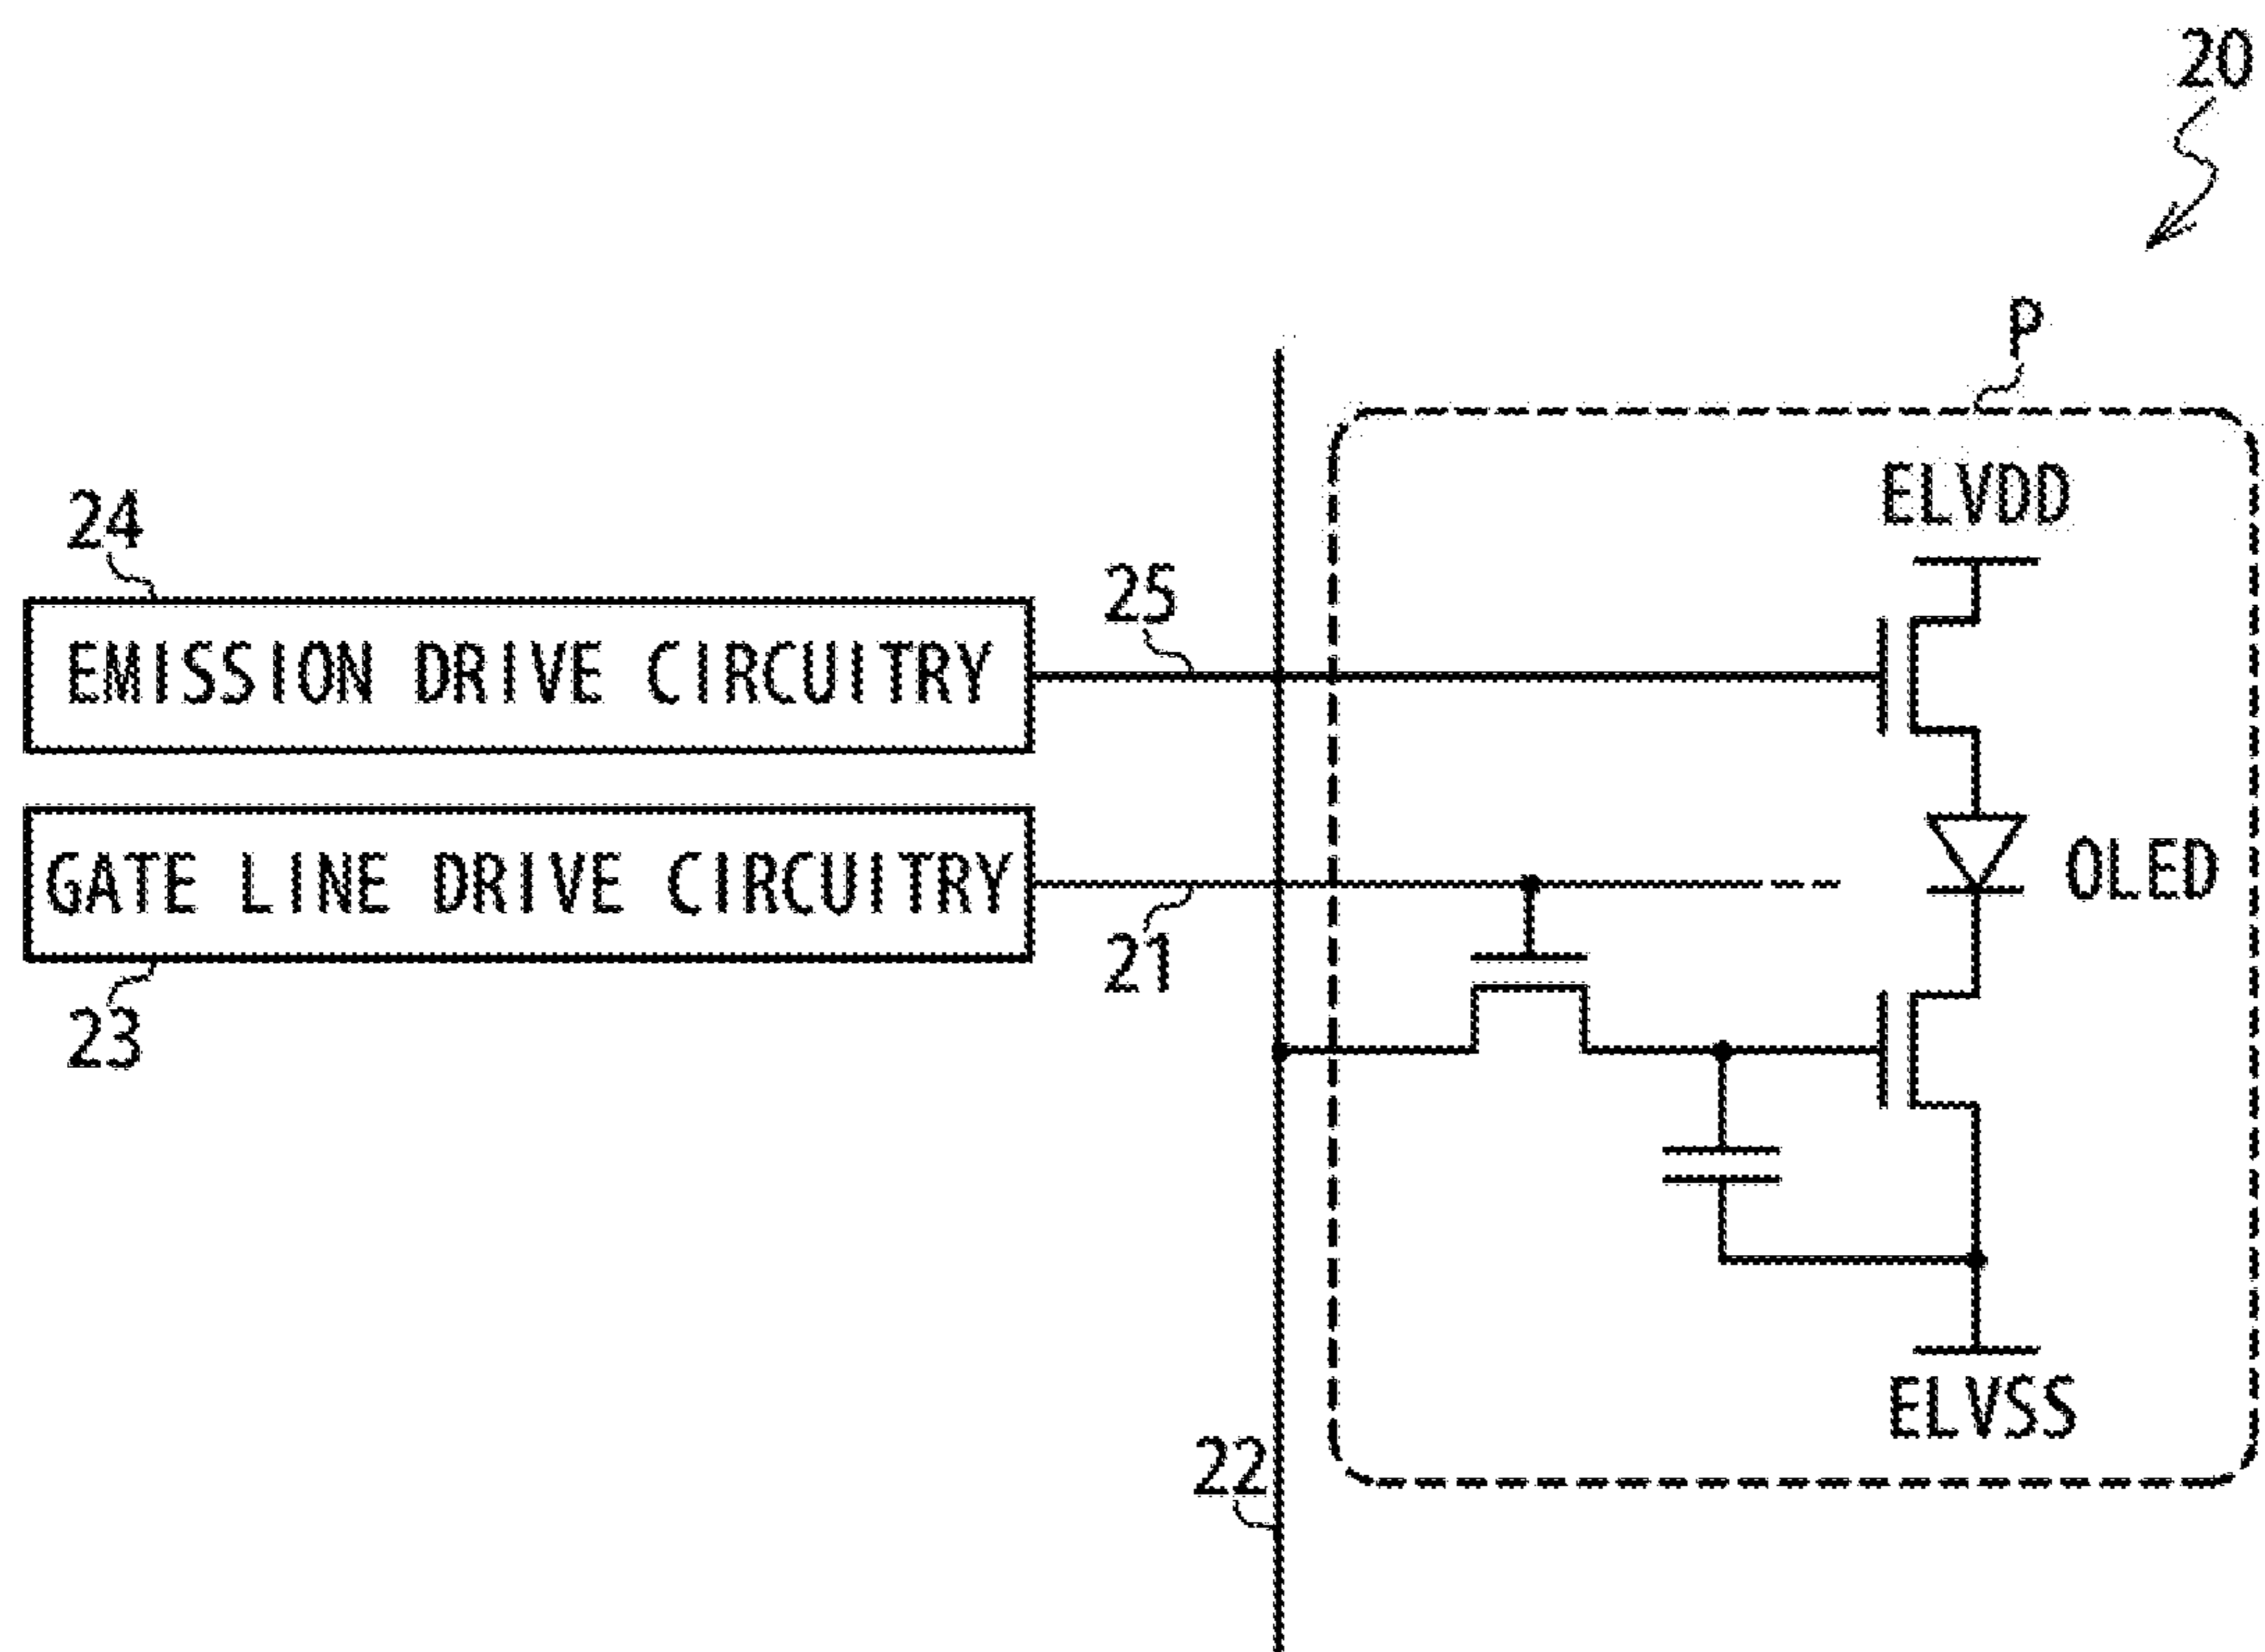 20
P
ELVDD
24
25
EMISSION DRIVE CIRCUITRY
GATE LINE DRIVE CIRCUITRY
OLED
21
23
ELVSS
22